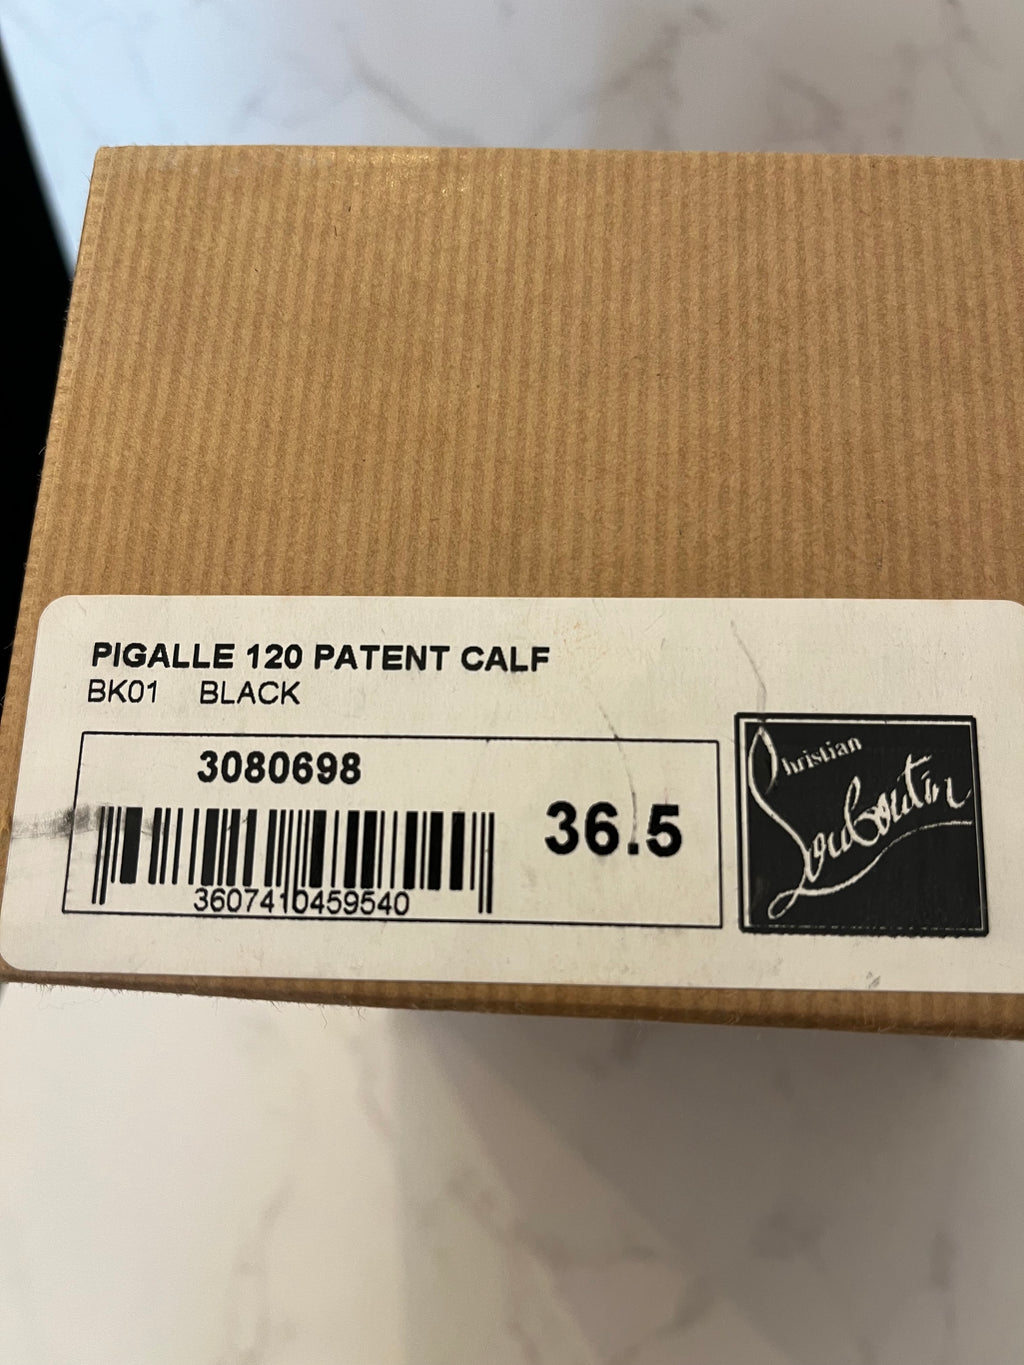 PIGALLE 120 PATENT CALF
BK01 BLACK
3080698
3607410459540
36.5
Christian
Louboutin